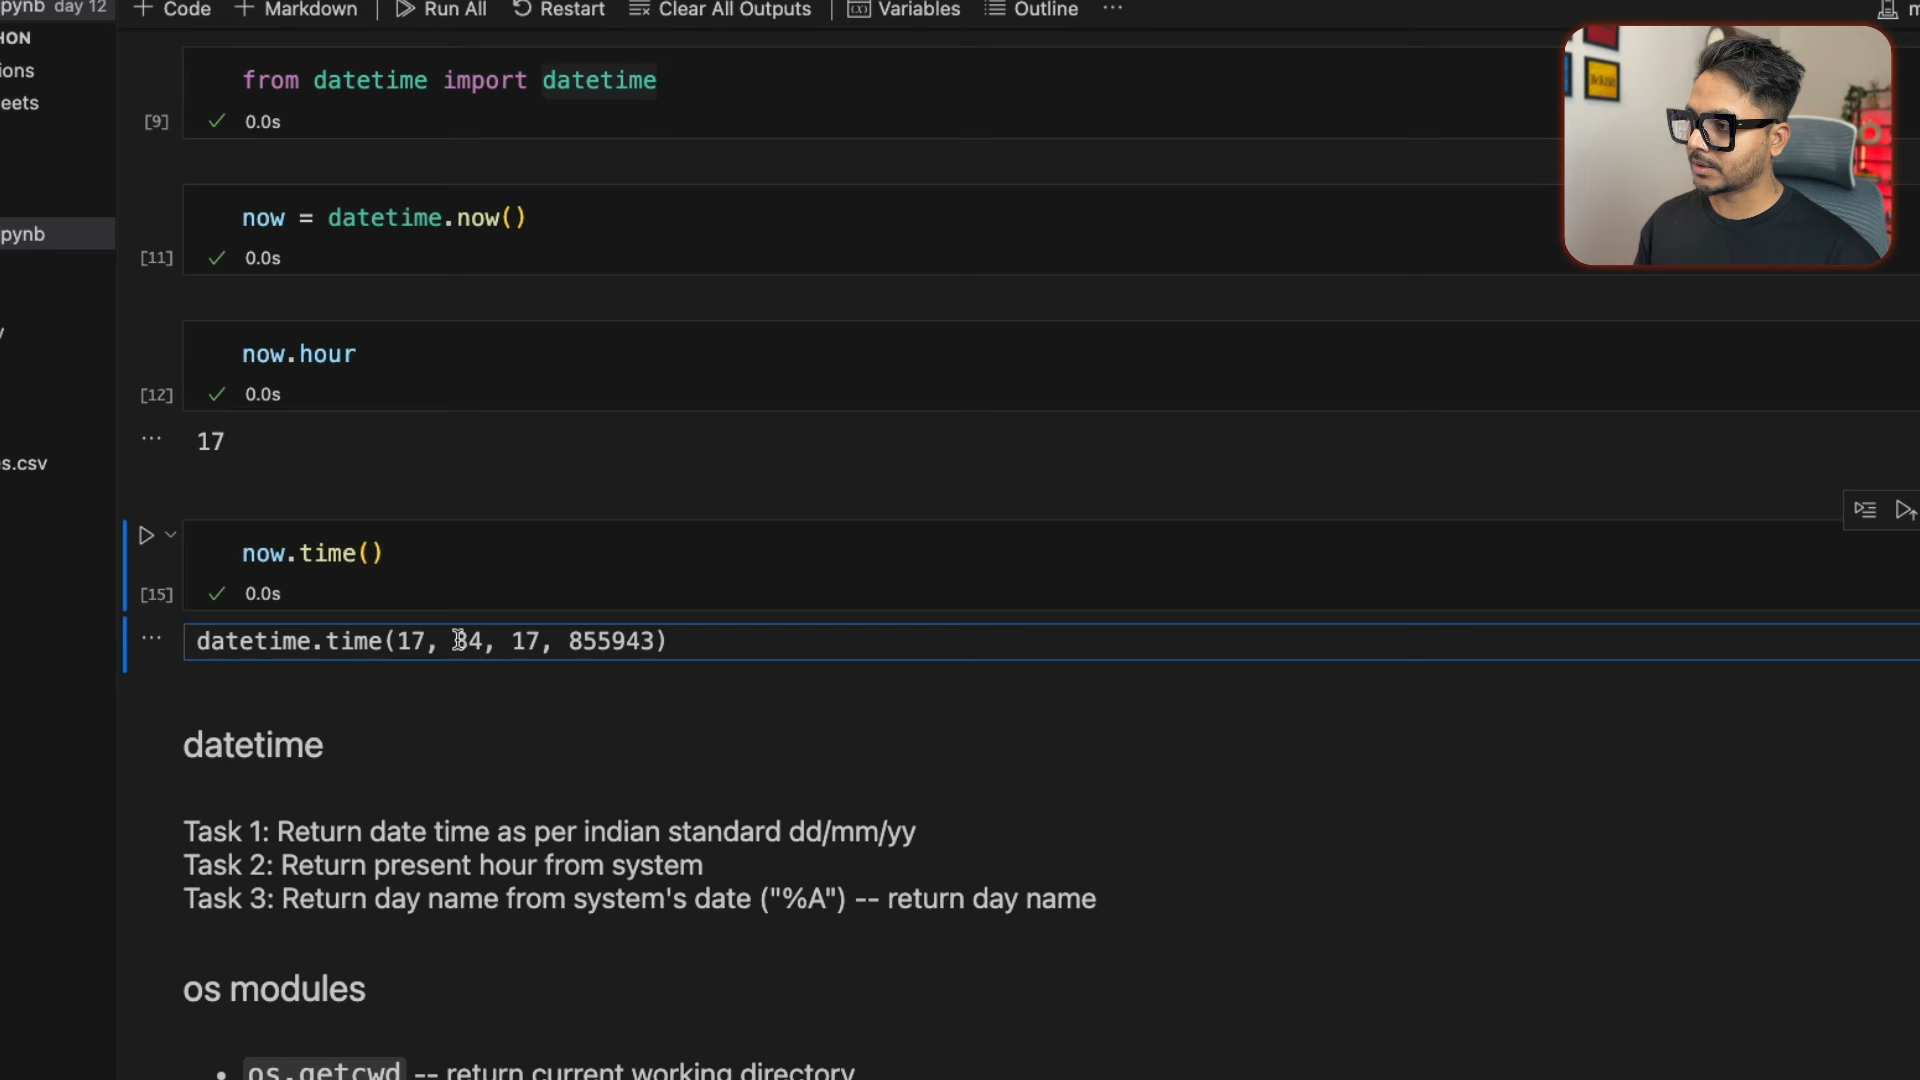 pynb day 12
Code Markdown Run All Restart Clear All Outputs Variables Outline ...
HON
ions
eets
pynb
s.csv
from datetime import datetime
[9] 0.0s
now = datetime.now()
[11] 0.0s
now.hour
[12] 0.0s
17
now.time()
[15] 0.0s
datetime.time(17, 34, 17, 855943)
datetime
Task 1: Return date time as per indian standard dd/mm/yy
Task 2: Return present hour from system
Task 3: Return day name from system's date ("%A") -- return day name
os modules
• os.getcwd -- return current working directory